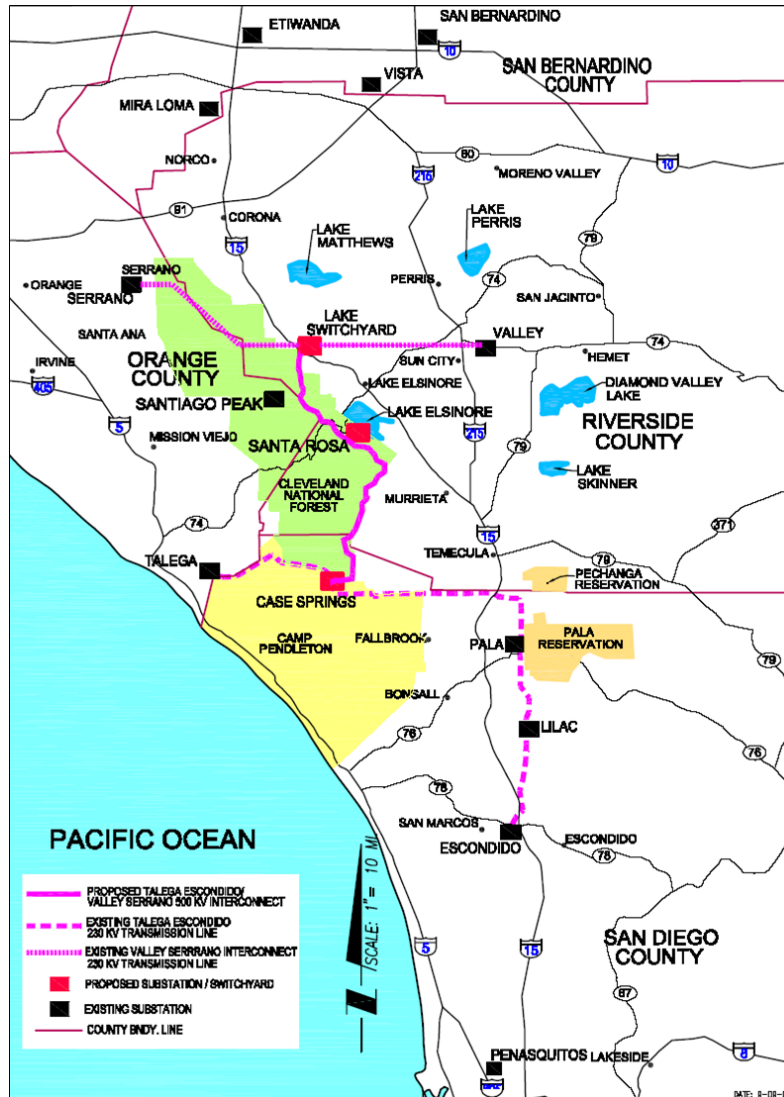 ETIWANDA
SAN BERNARDINO
10
SAN BERNARDINO
COUNTY
VISTA
MIRA LOMA
NORCO
215
60
MORENO VALLEY
10
91
CORONA
15
LAKE
MATTHEWS
LAKE
PERRIS
79
SERRANO
ORANGE
SERRANO
PERRIS
74
SAN JACINTO
LAKE
SWITCHYARD
SANTA ANA
VALLEY
74
IRVINE
ORANGE
COUNTY
SUN CITY
HEMET
405
LAKE ELSINORE
DIAMOND VALLEY
LAKE
SANTIAGO PEAK
LAKE ELSINORE
RIVERSIDE
COUNTY
5
MISSION VIEJO
SANTA ROSA
215
79
LAKE
SKINNER
CLEVELAND
NATIONAL
FOREST
MURRIETA
74
15
371
TALEGA
TEMECULA
79
PECHANGA
RESERVATION
CASE SPRINGS
CAMP
PENDLETON
FALLBROOK
PALA
PALA
RESERVATION
79
BONSALL
76
LILAC
76
78
SAN MARCOS
ESCONDIDO
ESCONDIDO
78
PACIFIC OCEAN
PROPOSED TALEGA ESCONDIDO/
VALLEY SERRANO 500 KV INTERCONNECT
EXISTING TALEGA ESCONDIDO
230 KV TRANSMISSION LINE
EXISTING VALLEY SERRRANO INTERCONNECT
230 KV TRANSMISSION LINE
PROPOSED SUBSTATION / SWITCHYARD
EXISTING SUBSTATION
COUNTY BNDY. LINE
N
SCALE: 1" = 10 MI.
5
15
SAN DIEGO
COUNTY
67
PENASQUITOS
LAKESIDE
8